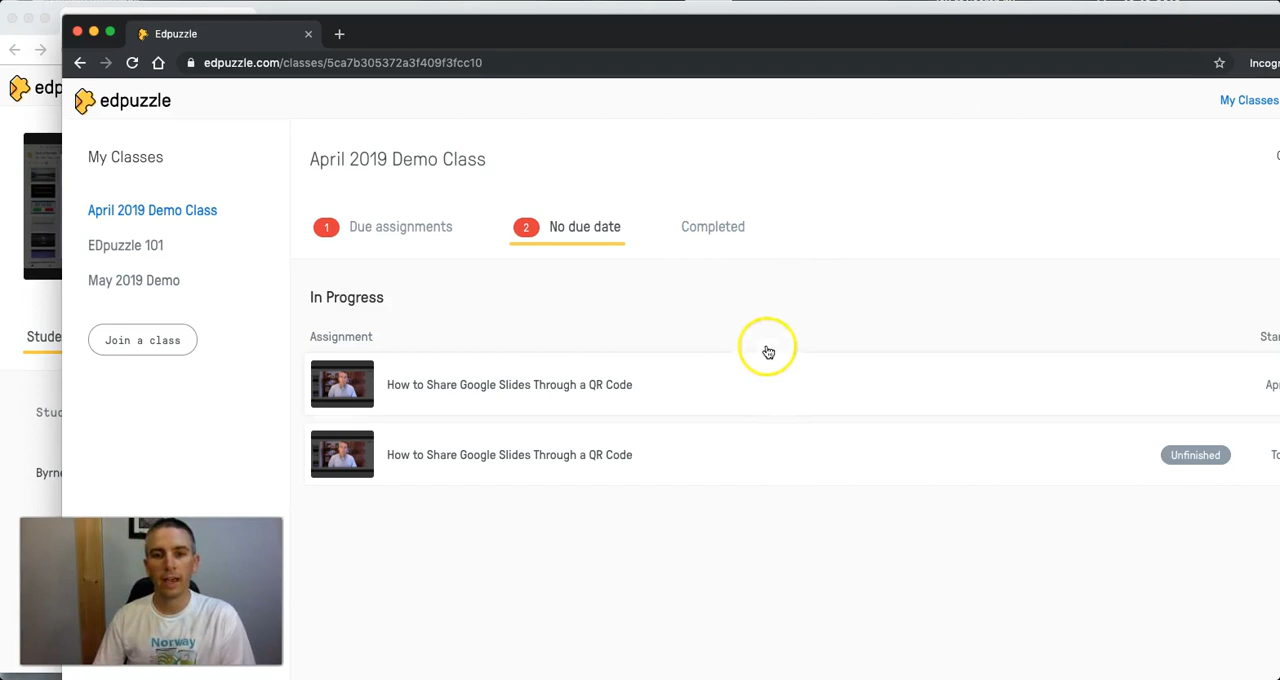 Edpuzzle
edpuzzle.com/classes/5ca7b305372a3f409f3fcc10
Incogn
edp
edpuzzle
My Classes
My Classes
April 2019 Demo Class
EDpuzzle 101
May 2019 Demo
Join a class
April 2019 Demo Class
1 Due assignments
2 No due date
Completed
In Progress
Assignment
Star
How to Share Google Slides Through a QR Code
Apr
How to Share Google Slides Through a QR Code
Unfinished
To
Stude
Stud
Byrne
Norway